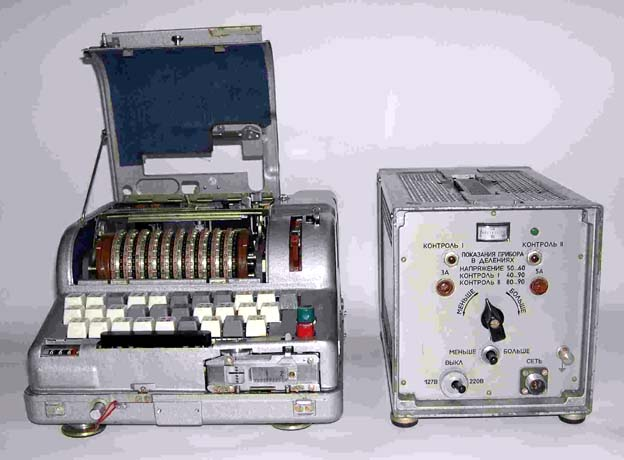 КОНТРОЛЬ I
КОНТРОЛЬ II
ПОКАЗАНИЯ ПРИБОРА
В ДЕЛЕНИЯХ
НАПРЯЖЕНИЕ 50..60
КОНТРОЛЬ I 40..90
КОНТРОЛЬ II 80..90
3А
5А
МЕНЬШЕ
БОЛЬШЕ
МЕНЬШЕ
БОЛЬШЕ
ВЫКЛ
СЕТЬ
127В
220В